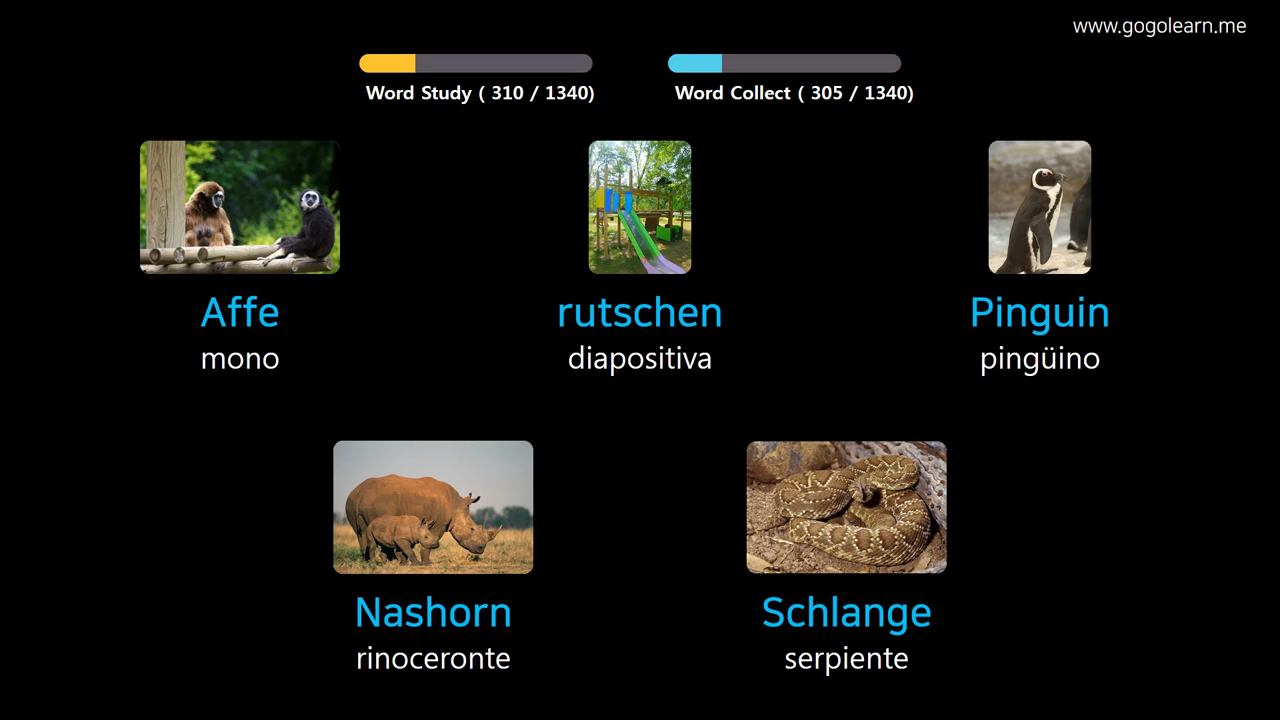 www.gogolearn.me
Word Study ( 310 / 1340)
Word Collect ( 305 / 1340)
Affe
mono
rutschen
diapositiva
Pinguin
pingüino
Nashorn
rinoceronte
Schlange
serpiente